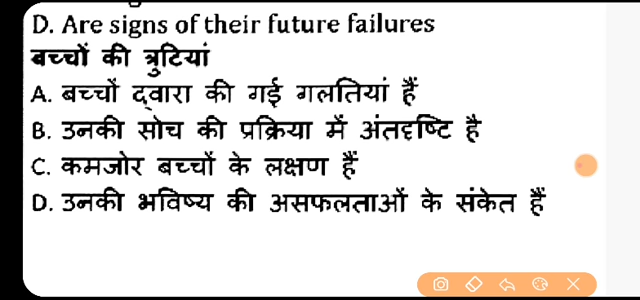 D. Are signs of their future failures
बच्चों की त्रुटियां
A. बच्चों द्वारा की गई गलतियां हैं
B. उनकी सोच की प्रक्रिया में अंतदृष्टि है
C. कमजोर बच्चों के लक्षण हैं
D. उनकी भविष्य की असफलताओं के संकेत हैं